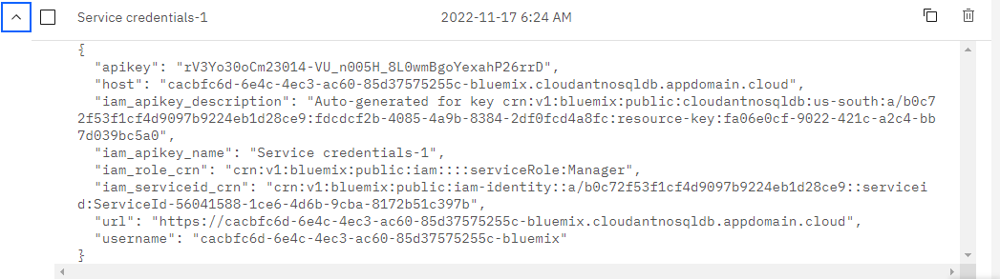 Service credentials-1 2022-11-17 6:24 AM
{
"apikey": "rV3Yo30oCm23014-VU_n005H_8L0wmBgoYexahP26rrD",
"host": "cacbfc6d-6e4c-4ec3-ac60-85d37575255c-bluemix.cloudantnosqldb.appdomain.cloud",
"iam_apikey_description": "Auto-generated for key crn:v1:bluemix:public:cloudantnosqldb:us-south:a/b0c7
2f53f1cf4d9097b9224eb1d28ce9:fdcdcf2b-4085-4a9b-8384-2df0fcd4a8fc:resource-key:fa06e0cf-9022-421c-a2c4-bb
7d039bc5a0",
"iam_apikey_name": "Service credentials-1",
"iam_role_crn": "crn:v1:bluemix:public:iam::::serviceRole:Manager",
"iam_serviceid_crn": "crn:v1:bluemix:public:iam-identity::a/b0c72f53f1cf4d9097b9224eb1d28ce9::servicei
d:ServiceId-56041588-1ce6-4d6b-9cba-8172b51c397b",
"url": "https://cacbfc6d-6e4c-4ec3-ac60-85d37575255c-bluemix.cloudantnosqldb.appdomain.cloud",
"username": "cacbfc6d-6e4c-4ec3-ac60-85d37575255c-bluemix"
}